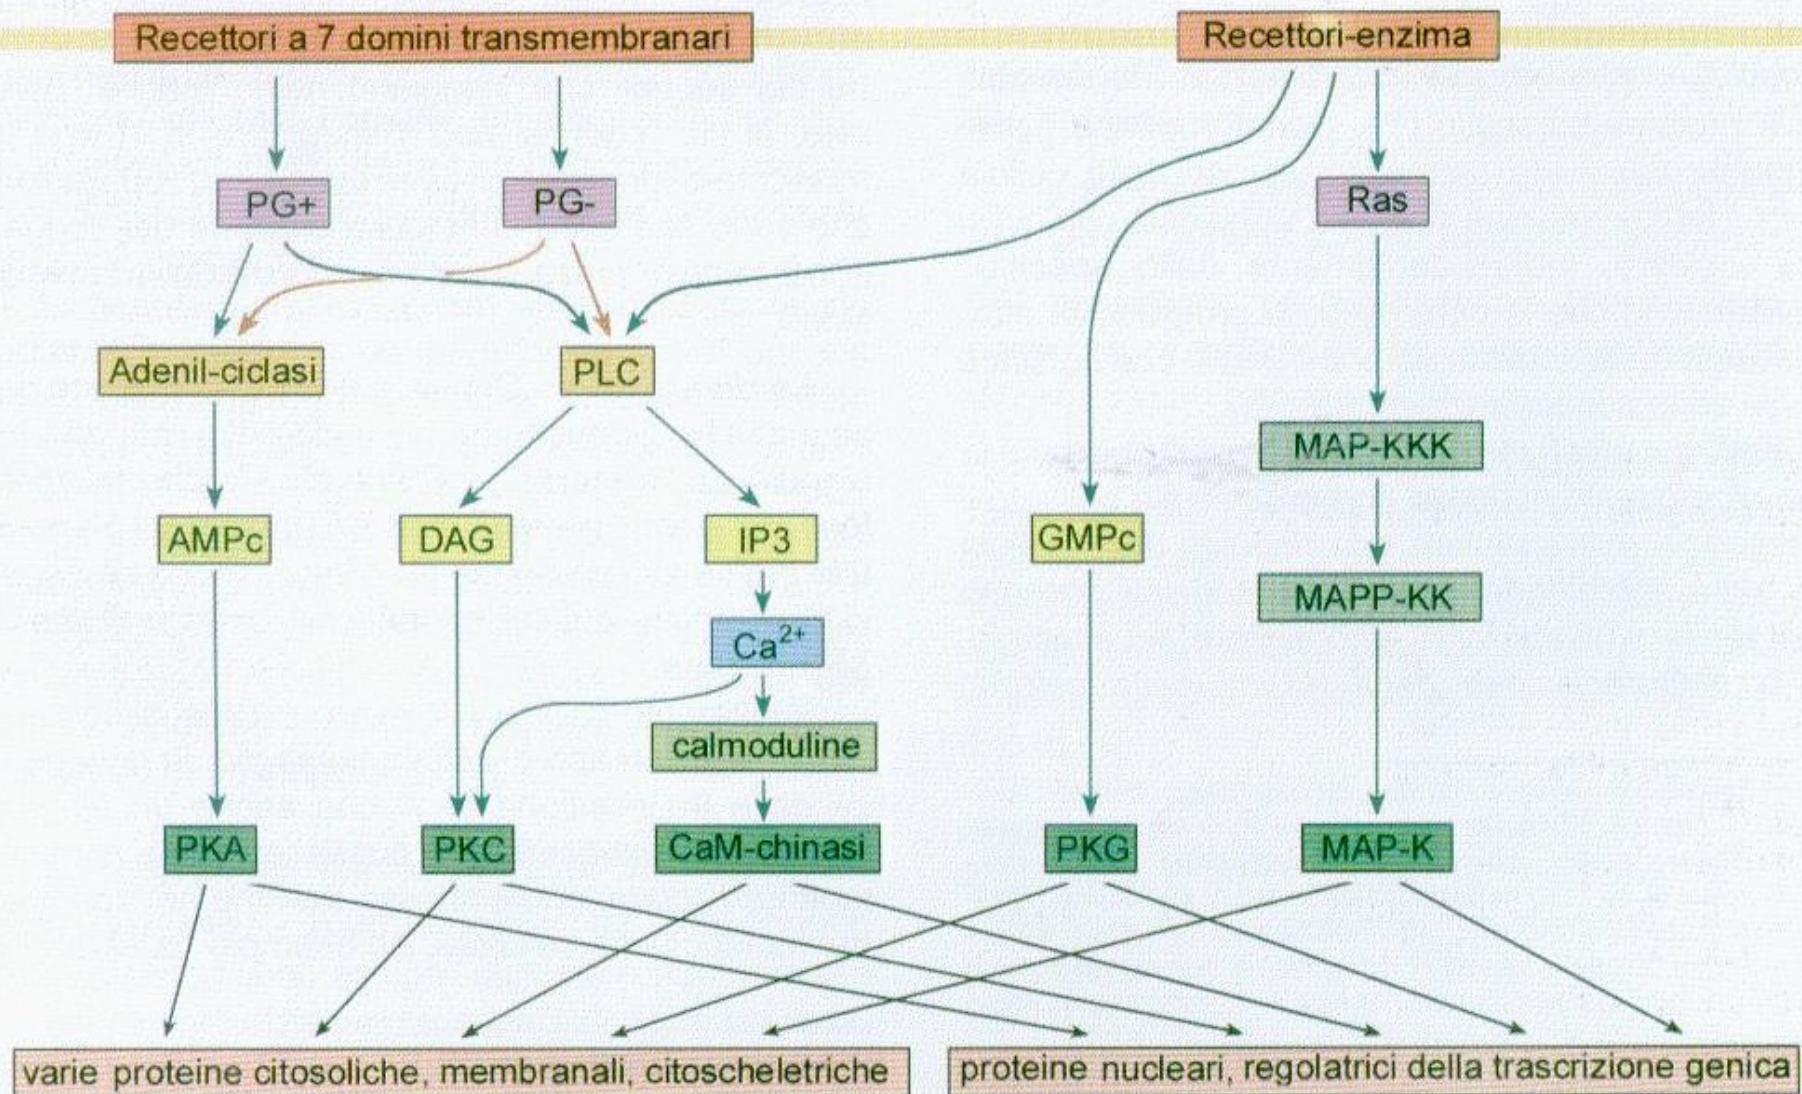 Recettori a 7 domini transmembranari
Recettori-enzima
PG+
PG-
Ras
Adenil-ciclasi
PLC
MAP-KKK
AMPc
DAG
IP3
GMPc
MAPP-KK
Ca²⁺
calmoduline
PKA
PKC
CaM-chinasi
PKG
MAP-K
varie proteine citosoliche, membranali, citoscheletriche
proteine nucleari, regolatrici della trascrizione genica